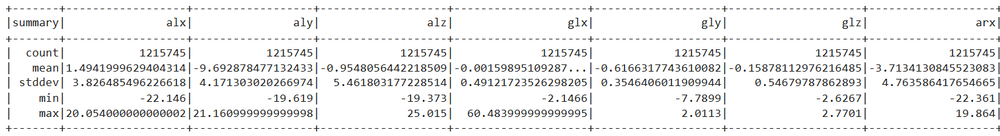 +-------+------------------+------------------+-------------------+--------------------+-------------------+--------------------+------------------+
|summary|               alx|               aly|                alz|                 glx|                gly|                 glz|               arx|
+-------+------------------+------------------+-------------------+--------------------+-------------------+--------------------+------------------+
|  count|           1215745|           1215745|            1215745|             1215745|            1215745|             1215745|           1215745|
|   mean|1.4941999629404314|-9.692878477132433|-0.9548056442218509|-0.00159895109287...|-0.6166317743610082|-0.15878112976216485|-3.7134130845523083|
| stddev| 3.826485496226618| 4.171303020266974|  5.461803177228514| 0.49121723526298205| 0.3546406011909944|    0.54679787862893| 4.763586417654665|
|    min|           -22.146|           -19.619|            -19.373|             -2.1466|            -7.7899|             -2.6267|           -22.361|
|    max|20.054000000000002|21.160999999999998|             25.015|  60.483999999999995|             2.0113|              2.7701|            19.864|
+-------+------------------+------------------+-------------------+--------------------+-------------------+--------------------+------------------+